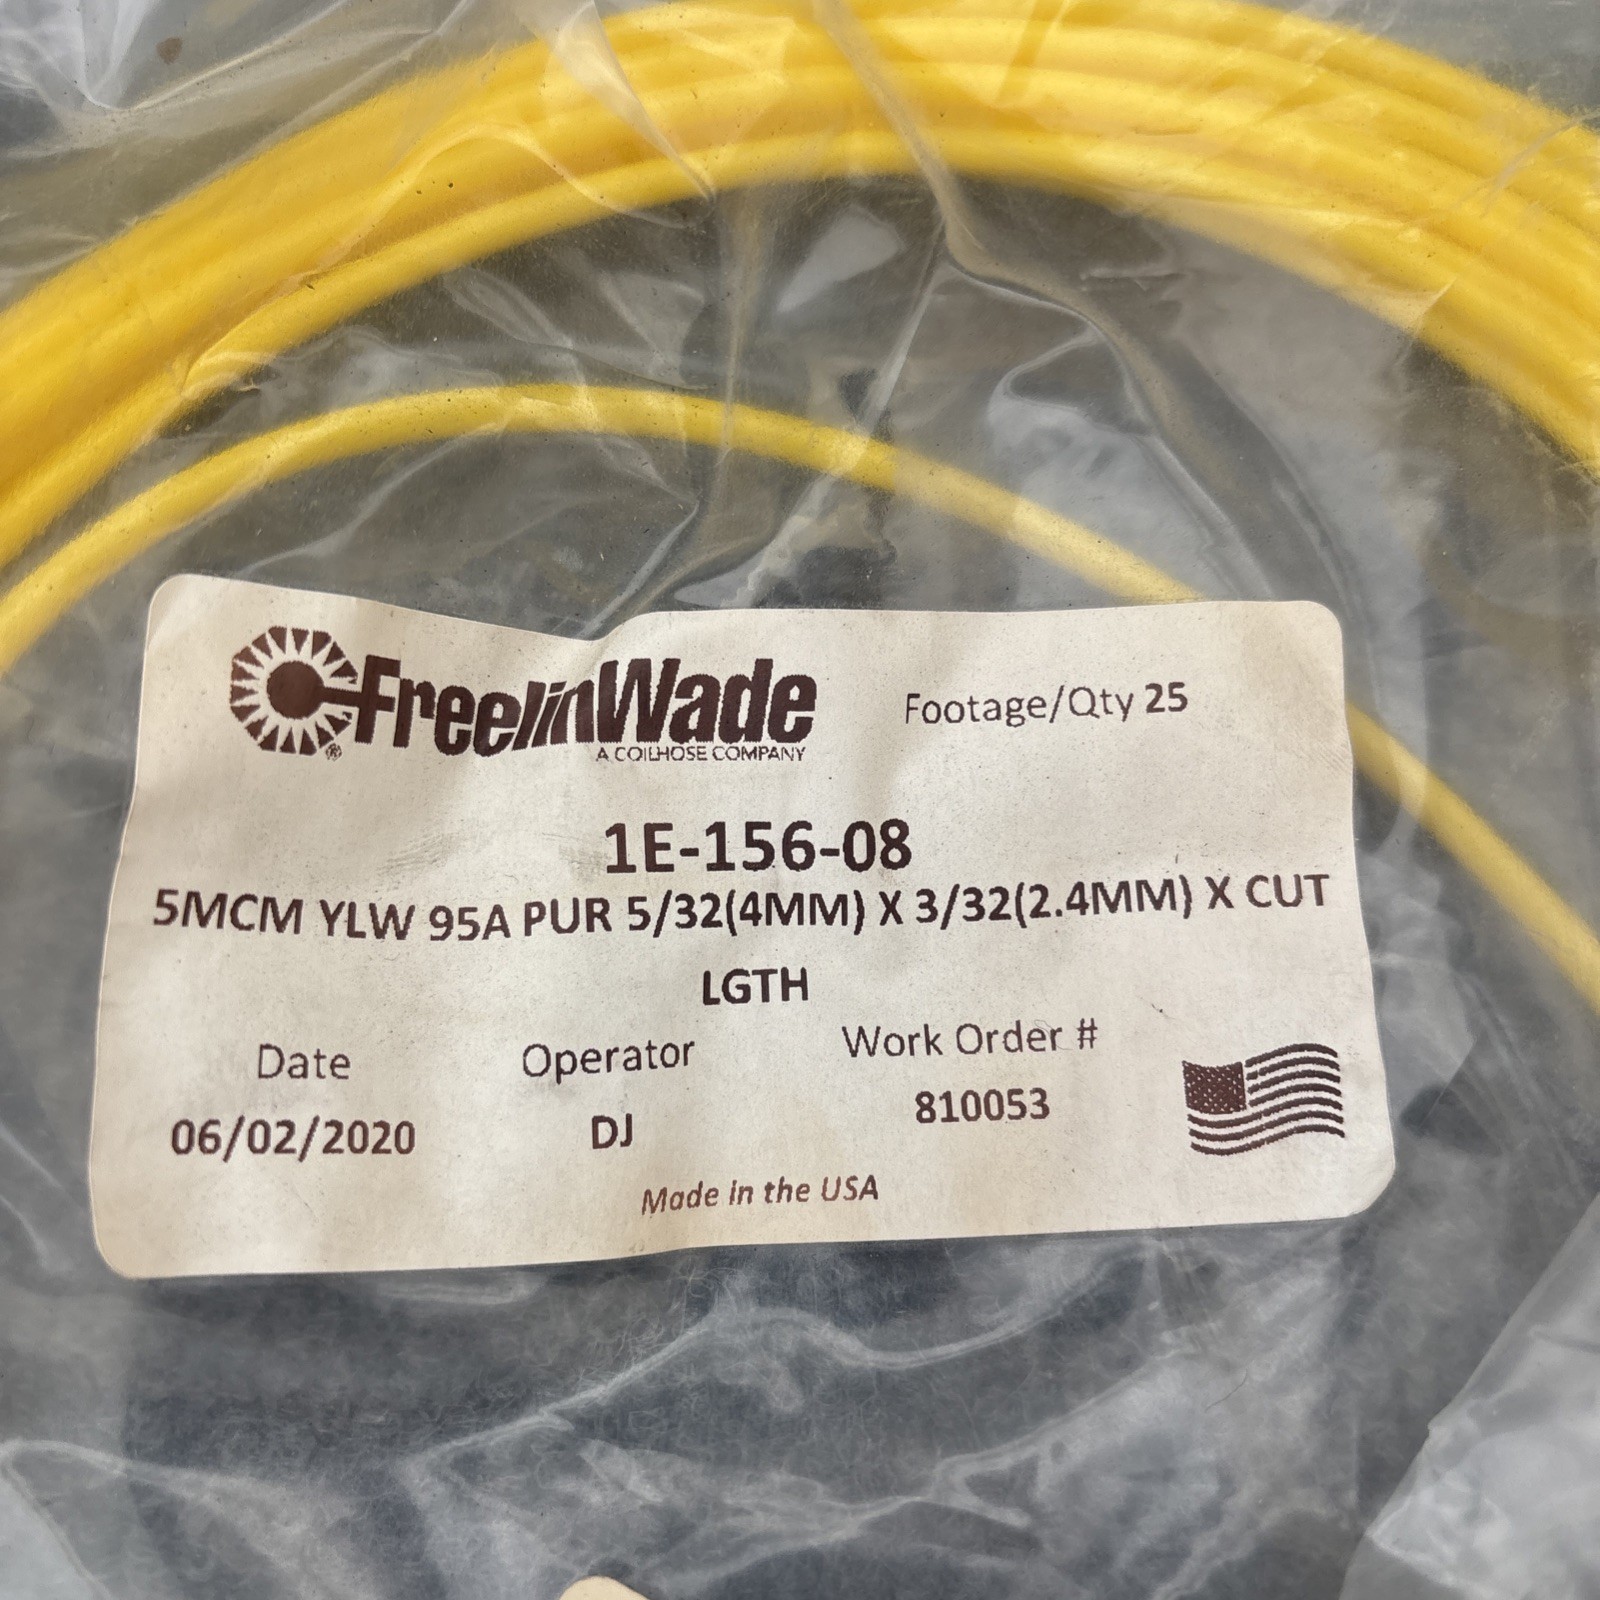 FreelinWade®
A COILHOSE COMPANY
Footage/Qty 25
1E-156-08
5MCM YLW 95A PUR 5/32(4MM) X 3/32(2.4MM) X CUT
LGTH
Date Operator Work Order #
06/02/2020 DJ 810053
Made in the USA